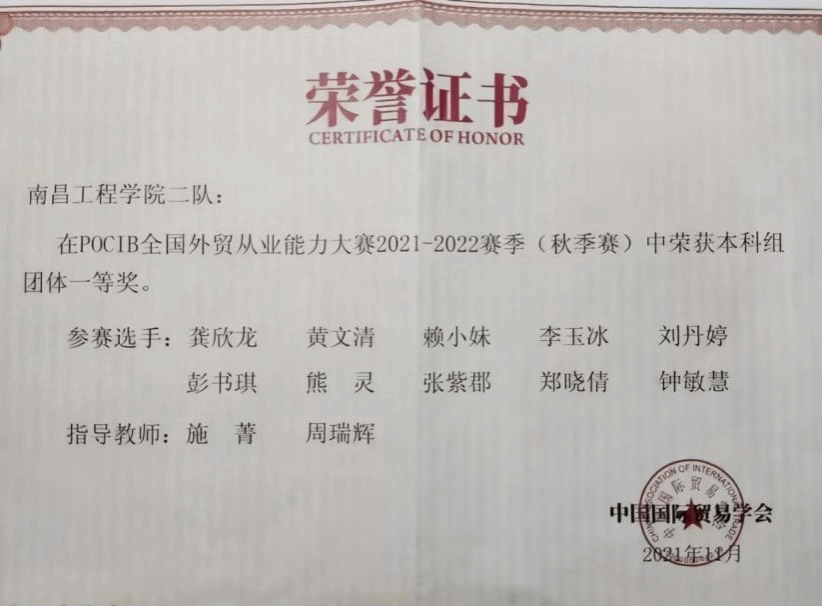 荣誉证书
CERTIFICATE OF HONOR
南昌工程学院二队：
在POCIB全国外贸从业能力大赛2021-2022赛季（秋季赛）中荣获本科组
团体一等奖。
参赛选手：龚欣龙 黄文清 赖小妹 李玉冰 刘丹婷
彭书琪 熊 灵 张紫郡 郑晓倩 钟敏慧
指导教师：施 菁 周瑞辉
中国国际贸易学会
2021年11月
CHINA ASSOCIATION OF INTERNATIONAL TRADE